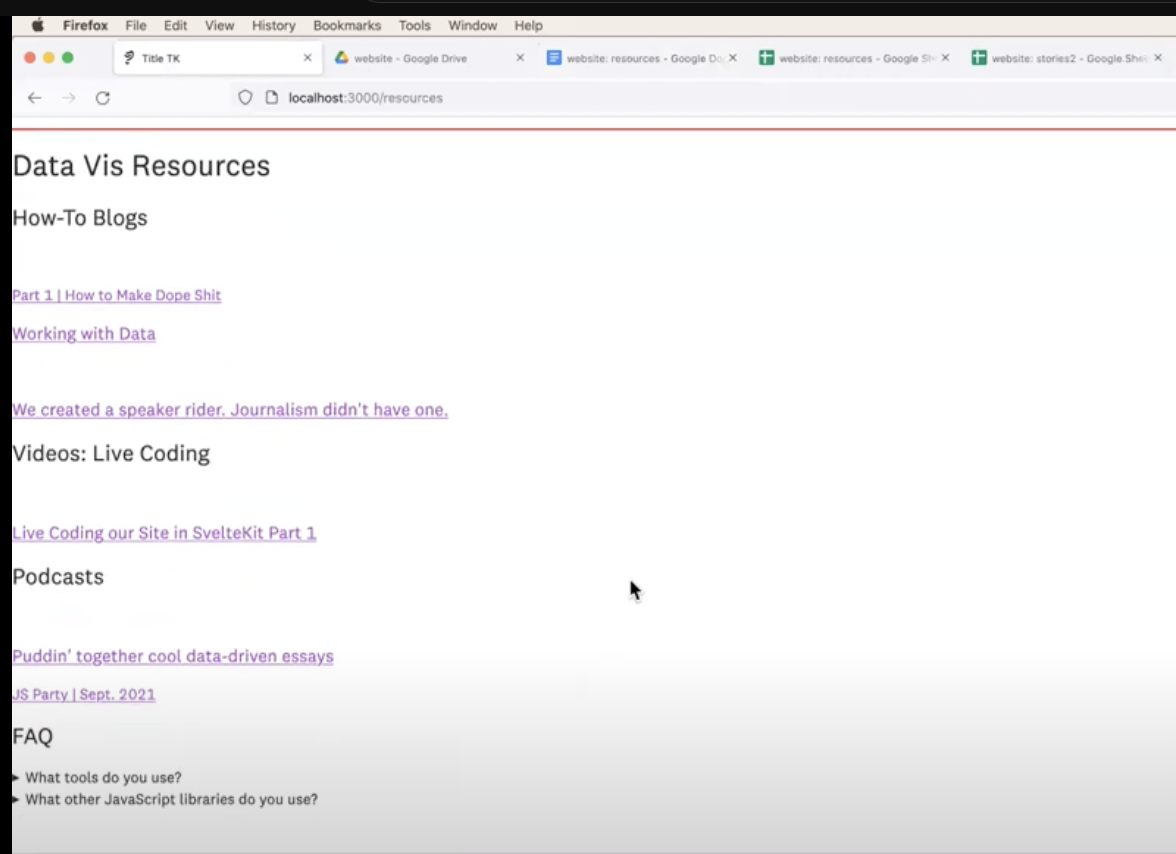 Firefox File Edit View History Bookmarks Tools Window Help
Title TK
website - Google Drive
website: resources - Google Do
website: resources - Google Sh
website: stories2 - Google Shee
localhost:3000/resources
Data Vis Resources
How-To Blogs
Part 1 | How to Make Dope Shit
Working with Data
We created a speaker rider. Journalism didn't have one.
Videos: Live Coding
Live Coding our Site in SvelteKit Part 1
Podcasts
Puddin' together cool data-driven essays
JS Party | Sept. 2021
FAQ
What tools do you use?
What other JavaScript libraries do you use?